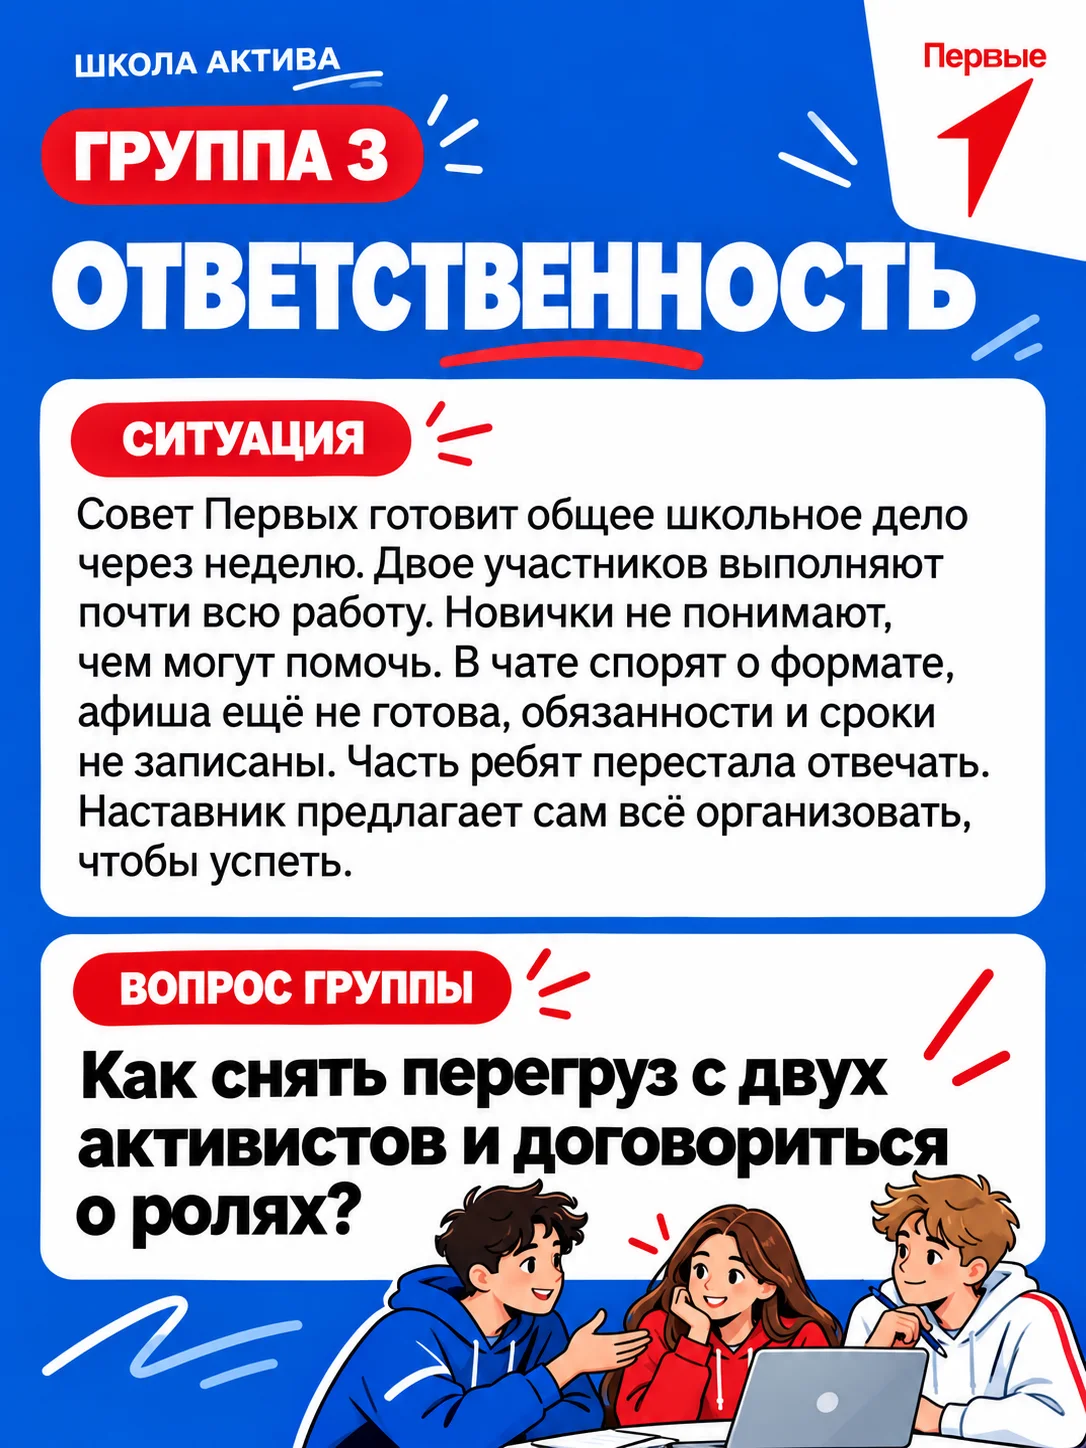 ШКОЛА АКТИВА
Первые
ГРУППА 3
ОТВЕТСТВЕННОСТЬ
СИТУАЦИЯ
Совет Первых готовит общее школьное дело
через неделю. Двое участников выполняют
почти всю работу. Новички не понимают,
чем могут помочь. В чате спорят о формате,
афиша ещё не готова, обязанности и сроки
не записаны. Часть ребят перестала отвечать.
Наставник предлагает сам всё организовать,
чтобы успеть.
ВОПРОС ГРУППЫ
Как снять перегруз с двух
активистов и договориться
о ролях?